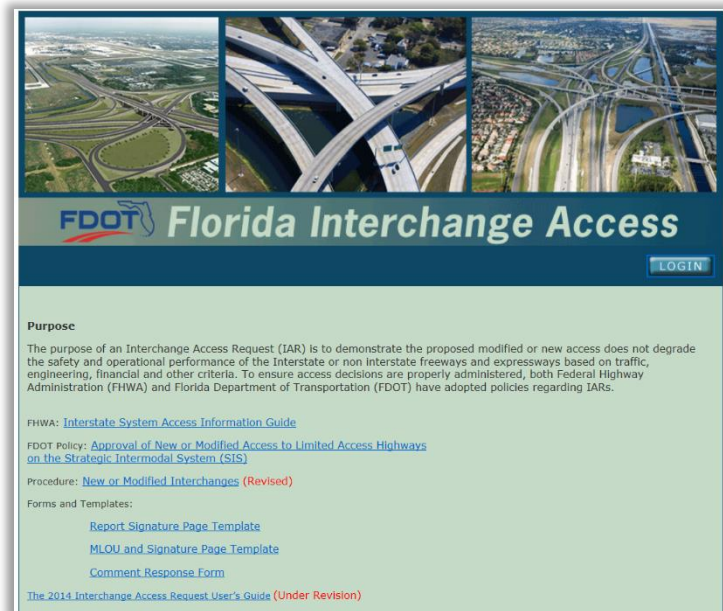 FDOT Florida Interchange Access
LOGIN
Purpose
The purpose of an Interchange Access Request (IAR) is to demonstrate the proposed modified or new access does not degrade
the safety and operational performance of the Interstate or non interstate freeways and expressways based on traffic,
engineering, financial and other criteria. To ensure access decisions are properly administered, both Federal Highway
Administration (FHWA) and Florida Department of Transportation (FDOT) have adopted policies regarding IARs.
FHWA: Interstate System Access Information Guide
FDOT Policy: Approval of New or Modified Access to Limited Access Highways
on the Strategic Intermodal System (SIS)
Procedure: New or Modified Interchanges (Revised)
Forms and Templates:
Report Signature Page Template
MLOU and Signature Page Template
Comment Response Form
The 2014 Interchange Access Request User's Guide (Under Revision)